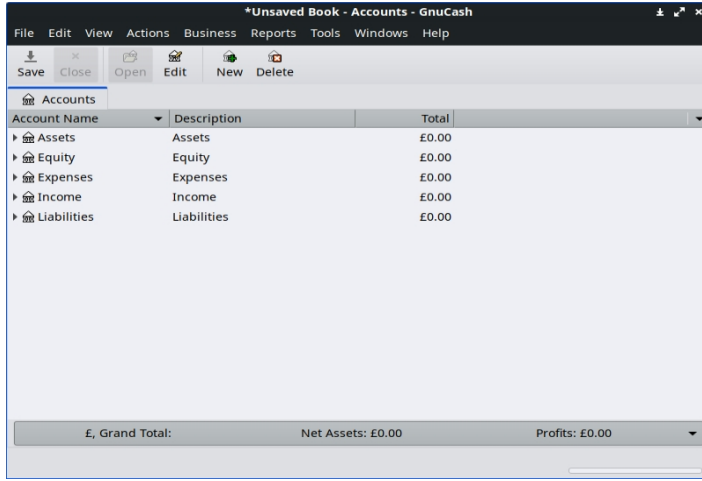 *Unsaved Book - Accounts - GnuCash
File Edit View Actions Business Reports Tools Windows Help
Save Close Open Edit New Delete
Accounts
Account Name Description Total
Assets Assets £0.00
Equity Equity £0.00
Expenses Expenses £0.00
Income Income £0.00
Liabilities Liabilities £0.00
£, Grand Total: Net Assets: £0.00 Profits: £0.00